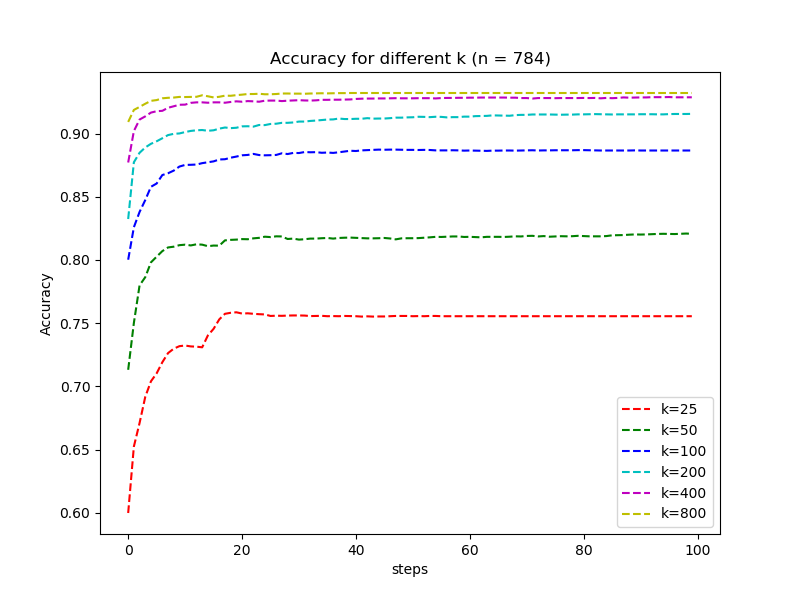 Accuracy for different k (n = 784)
Accuracy
0.90
0.85
0.80
0.75
0.70
0.65
0.60
0
20
40
60
80
100
steps
k=25
k=50
k=100
k=200
k=400
k=800